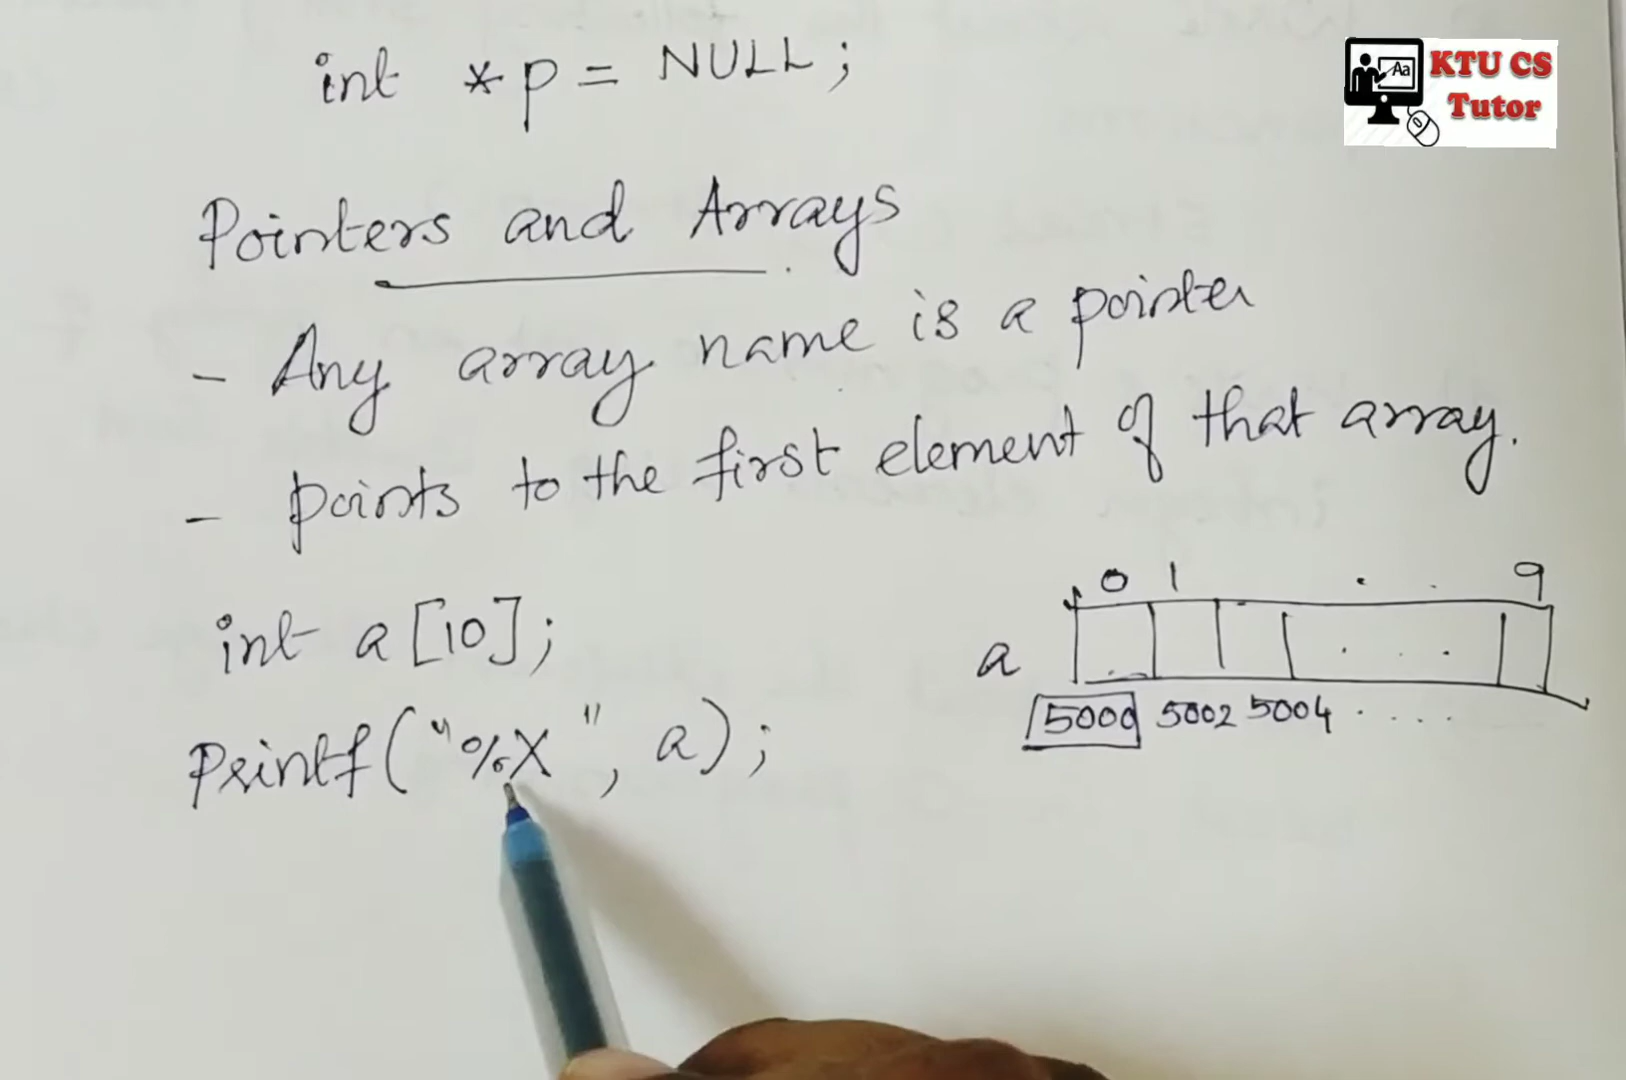 int *p = NULL;
KTU CS
Tutor
Aa
Pointers and Arrays
- Any array name is a pointer
- points to the first element of that array.
int a[10];
0 1 . . 9
a . . .
5000 5002 5004 . . . .
Printf("%X", a);